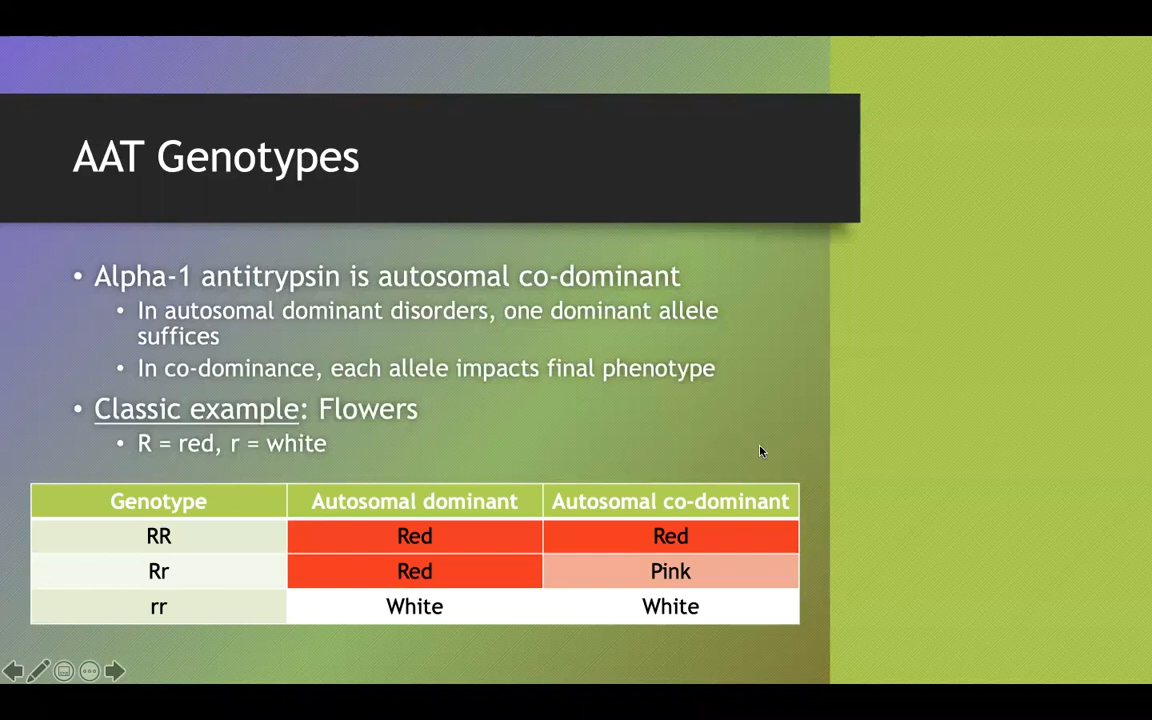 AAT Genotypes
• Alpha-1 antitrypsin is autosomal co-dominant
• In autosomal dominant disorders, one dominant allele
suffices
• In co-dominance, each allele impacts final phenotype
• Classic example: Flowers
• R = red, r = white
Genotype Autosomal dominant Autosomal co-dominant
RR Red Red
Rr Red Pink
rr White White